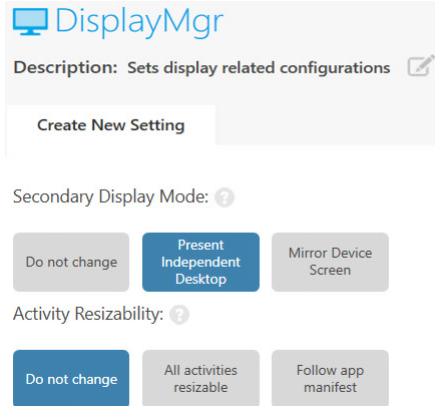 DisplayMgr
Description: Sets display related configurations
Create New Setting
Secondary Display Mode: ?
Do not change
Present
Independent
Desktop
Mirror Device
Screen
Activity Resizability: ?
Do not change
All activities
resizable
Follow app
manifest